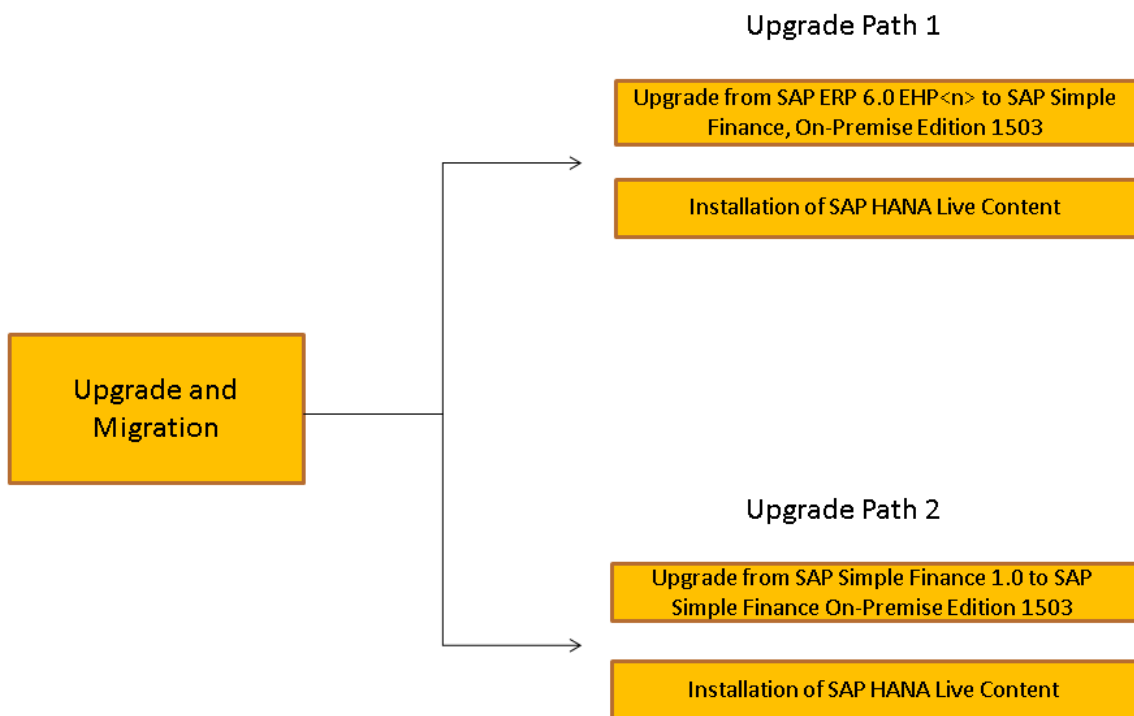 Upgrade Path 1
Upgrade from SAP ERP 6.0 EHP<n> to SAP Simple
Finance, On-Premise Edition 1503
Installation of SAP HANA Live Content
Upgrade and
Migration
Upgrade Path 2
Upgrade from SAP Simple Finance 1.0 to SAP
Simple Finance On-Premise Edition 1503
Installation of SAP HANA Live Content